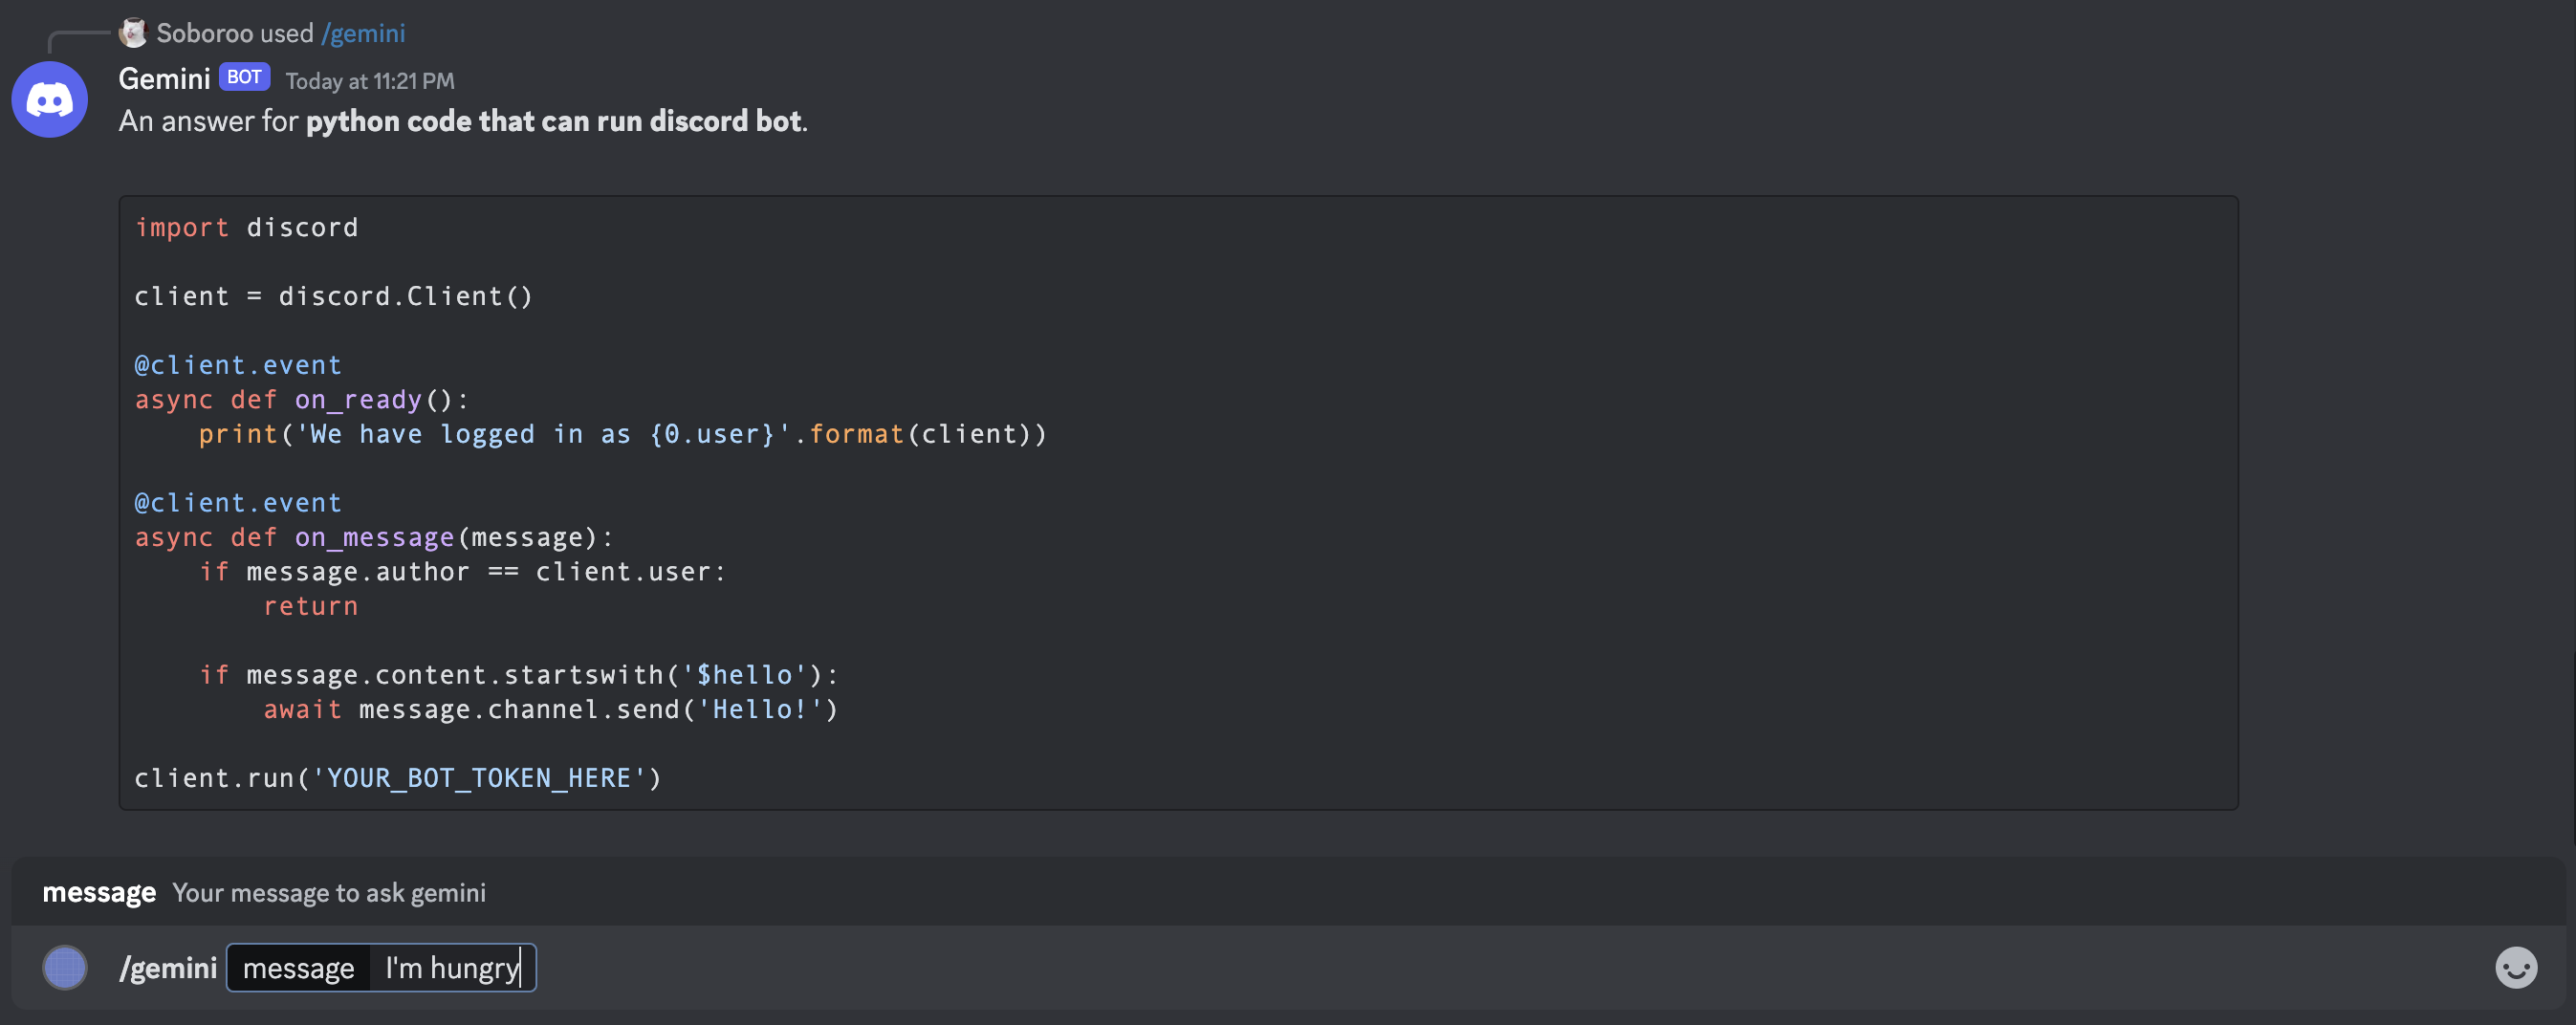 Soboroo used /gemini
Gemini BOT Today at 11:21 PM
An answer for python code that can run discord bot.
import discord
client = discord.Client()
@client.event
async def on_ready():
    print('We have logged in as {0.user}'.format(client))
@client.event
async def on_message(message):
    if message.author == client.user:
        return
    if message.content.startswith('$hello'):
        await message.channel.send('Hello!')
client.run('YOUR_BOT_TOKEN_HERE')
message Your message to ask gemini
/gemini message I'm hungry